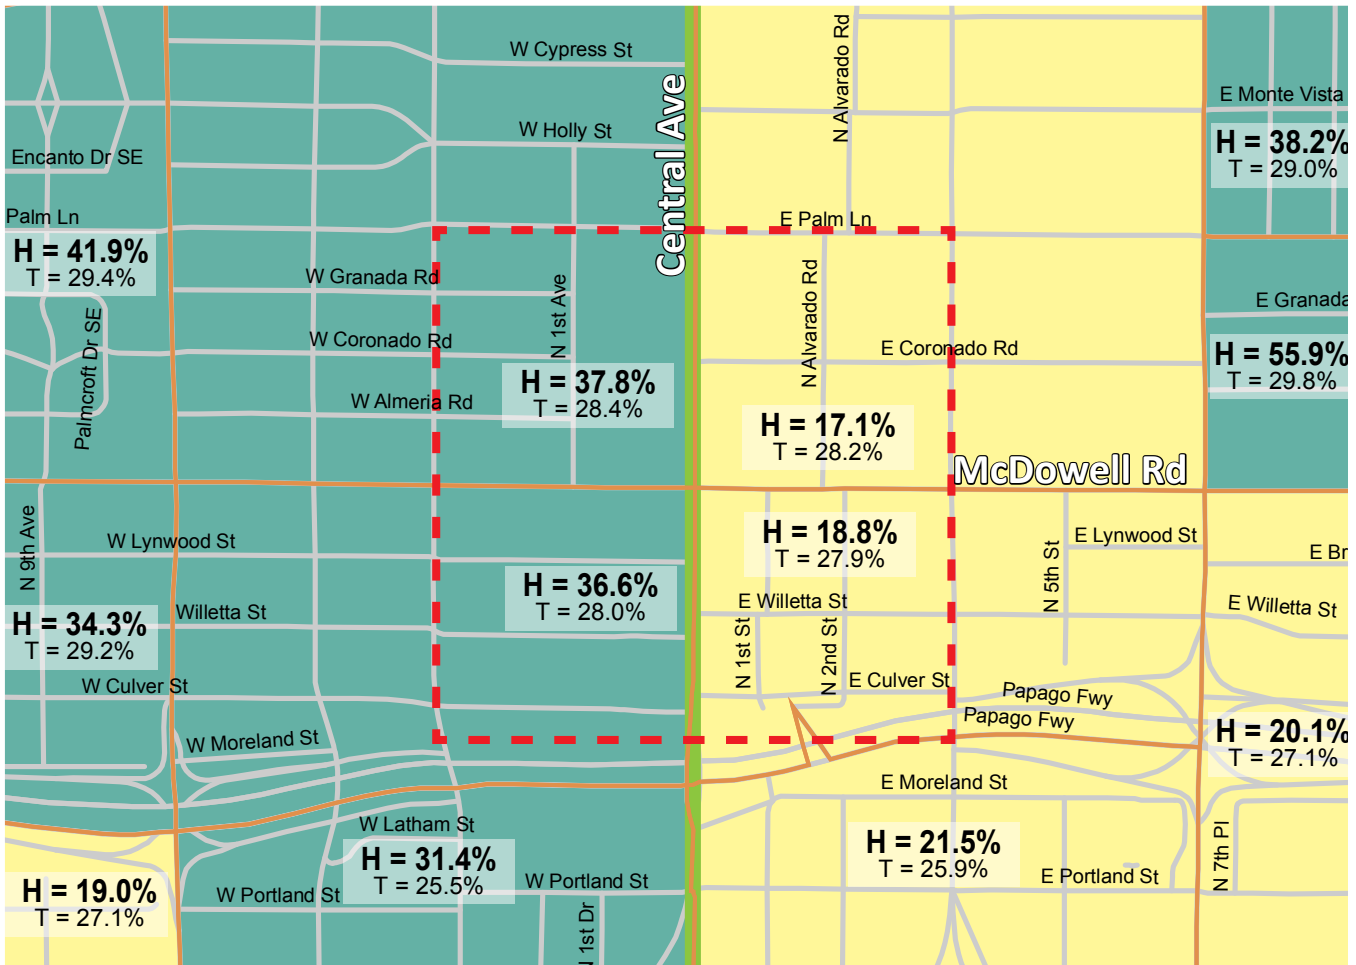 W Cypress St
N Alvarado Rd
Central Ave
E Monte Vista
W Holly St
H = 38.2%
T = 29.0%
Encanto Dr SE
Palm Ln
E Palm Ln
H = 41.9%
T = 29.4%
W Granada Rd
N 1st Ave
N Alvarado Rd
E Granada
Palmcroft Dr SE
W Coronado Rd
E Coronado Rd
H = 55.9%
T = 29.8%
H = 37.8%
T = 28.4%
W Almeria Rd
H = 17.1%
T = 28.2%
McDowell Rd
N 9th Ave
W Lynwood St
H = 18.8%
T = 27.9%
N 5th St
E Lynwood St
E Br
H = 36.6%
T = 28.0%
E Willetta St
E Willetta St
Willetta St
H = 34.3%
T = 29.2%
N 1st St
N 2nd St
W Culver St
E Culver St
Papago Fwy
Papago Fwy
H = 20.1%
T = 27.1%
W Moreland St
E Moreland St
W Latham St
H = 31.4%
T = 25.5%
H = 21.5%
T = 25.9%
N 7th Pl
H = 19.0%
T = 27.1%
W Portland St
W Portland St
E Portland St
1st Dr